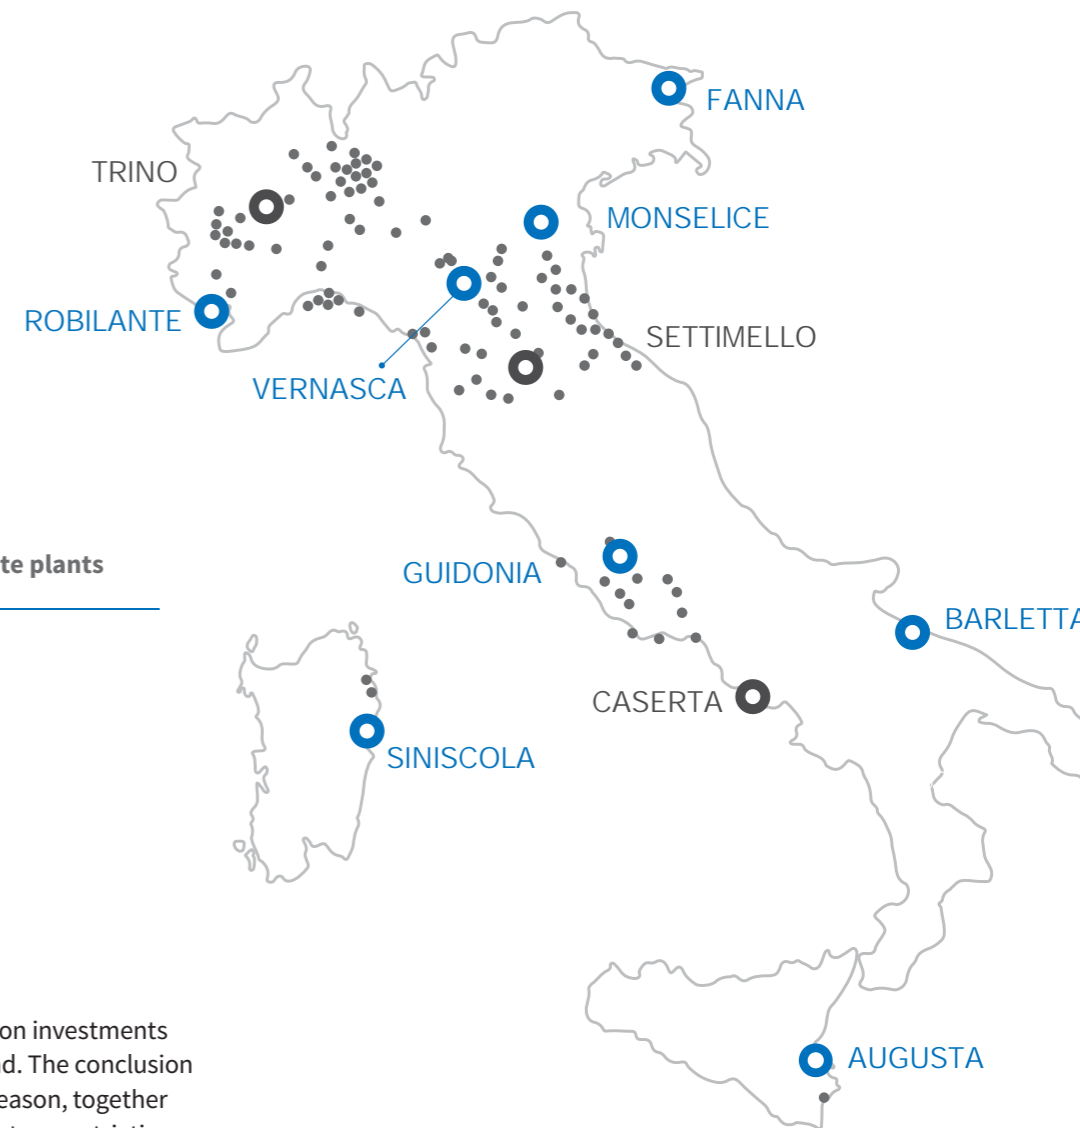 FANNA
TRINO
MONSELICE
ROBILANTE
SETTIMELLO
VERNASCA
te plants
GUIDONIA
BARLETTA
CASERTA
SINISCOLA
on investments
d. The conclusion
eason, together
AUGUSTA